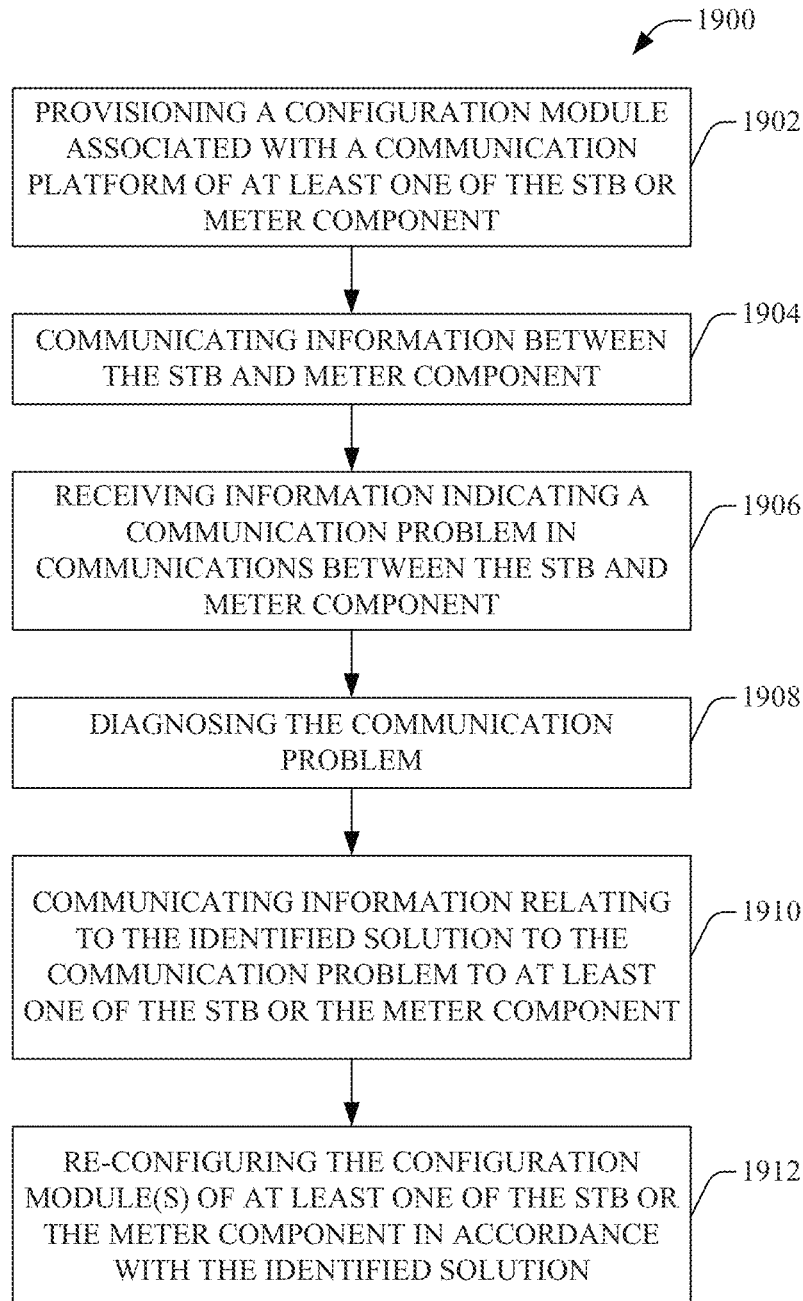 1900
PROVISIONING A CONFIGURATION MODULE
ASSOCIATED WITH A COMMUNICATION
PLATFORM OF AT LEAST ONE OF THE STB OR
METER COMPONENT
1902
COMMUNICATING INFORMATION BETWEEN
THE STB AND METER COMPONENT
1904
RECEIVING INFORMATION INDICATING A
COMMUNICATION PROBLEM IN
COMMUNICATIONS BETWEEN THE STB AND
METER COMPONENT
1906
DIAGNOSING THE COMMUNICATION
PROBLEM
1908
COMMUNICATING INFORMATION RELATING
TO THE IDENTIFIED SOLUTION TO THE
COMMUNICATION PROBLEM TO AT LEAST
ONE OF THE STB OR THE METER COMPONENT
1910
RE-CONFIGURING THE CONFIGURATION
MODULE(S) OF AT LEAST ONE OF THE STB OR
THE METER COMPONENT IN ACCORDANCE
WITH THE IDENTIFIED SOLUTION
1912